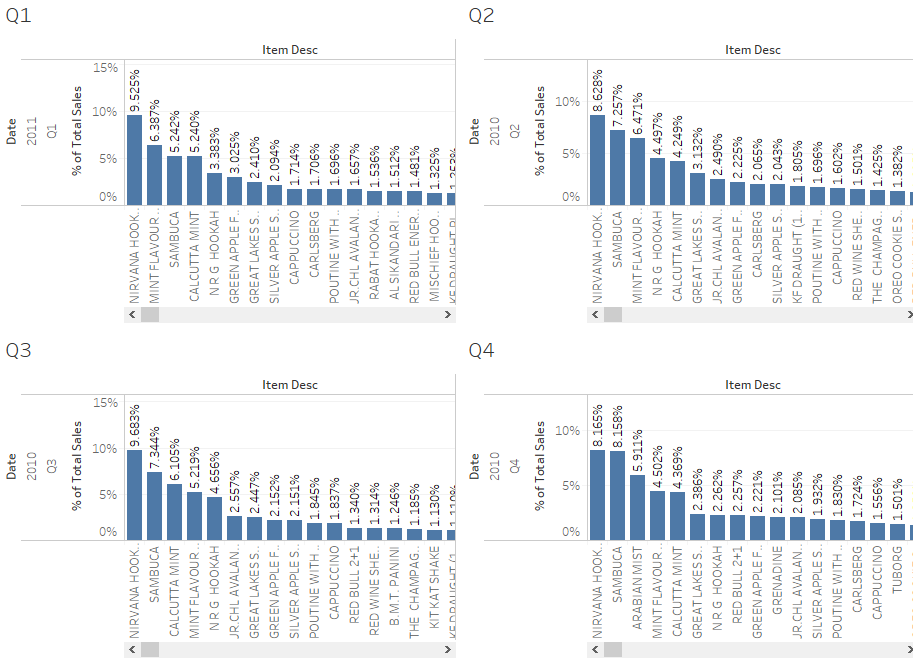 Q1
Item Desc
Date
2011
Q1
% of Total Sales
15%
10%
5%
0%
9.525%
6.387%
5.242%
5.240%
3.383%
3.025%
2.410%
2.094%
1.714%
1.706%
1.696%
1.657%
1.536%
1.512%
1.481%
1.325%
NIRVANA HOOK..
MINT FLAVOUR..
SAMBUCA
CALCUTTA MINT
N R G HOOKAH
GREEN APPLE F..
GREAT LAKES S..
SILVER APPLE S..
CAPPUCCINO
CARLSBERG
POUTINE WITH ..
JR.CHL AVALAN..
RABAT HOOKA..
AL SIKANDARI ..
RED BULL ENER..
MISCHIEF HOO..
Q2
Item Desc
Date
2010
Q2
% of Total Sales
10%
5%
0%
8.628%
7.257%
6.471%
4.497%
4.249%
3.132%
2.490%
2.225%
2.065%
2.043%
1.805%
1.696%
1.602%
1.501%
1.425%
1.382%
NIRVANA HOOK..
SAMBUCA
MINT FLAVOUR..
N R G HOOKAH
CALCUTTA MINT
GREAT LAKES S..
JR.CHL AVALAN..
GREEN APPLE F..
CARLSBERG
SILVER APPLE S..
KF DRAUGHT (1..
POUTINE WITH ..
CAPPUCCINO
RED WINE SHE..
THE CHAMPAG..
OREO COOKIE S..
Q3
Item Desc
Date
2010
Q3
% of Total Sales
15%
10%
5%
0%
9.683%
7.344%
6.105%
5.219%
4.656%
2.557%
2.447%
2.152%
2.151%
1.845%
1.837%
1.340%
1.314%
1.246%
1.185%
1.130%
NIRVANA HOOK..
SAMBUCA
CALCUTTA MINT
MINT FLAVOUR..
N R G HOOKAH
JR.CHL AVALAN..
GREAT LAKES S..
GREEN APPLE F..
SILVER APPLE S..
POUTINE WITH ..
CAPPUCCINO
RED BULL 2+1
RED WINE SHE..
B.M.T. PANINI
THE CHAMPAG..
KIT KAT SHAKE
Q4
Item Desc
Date
2010
Q4
% of Total Sales
10%
5%
0%
8.165%
8.158%
5.911%
4.502%
4.369%
2.386%
2.262%
2.257%
2.221%
2.101%
2.085%
1.932%
1.830%
1.724%
1.556%
1.501%
NIRVANA HOOK..
SAMBUCA
ARABIAN MIST
MINT FLAVOUR..
CALCUTTA MINT
GREAT LAKES S..
N R G HOOKAH
RED BULL 2+1
GREEN APPLE F..
GRENADINE
JR.CHL AVALAN..
SILVER APPLE S..
POUTINE WITH ..
CARLSBERG
CAPPUCCINO
TUBORG